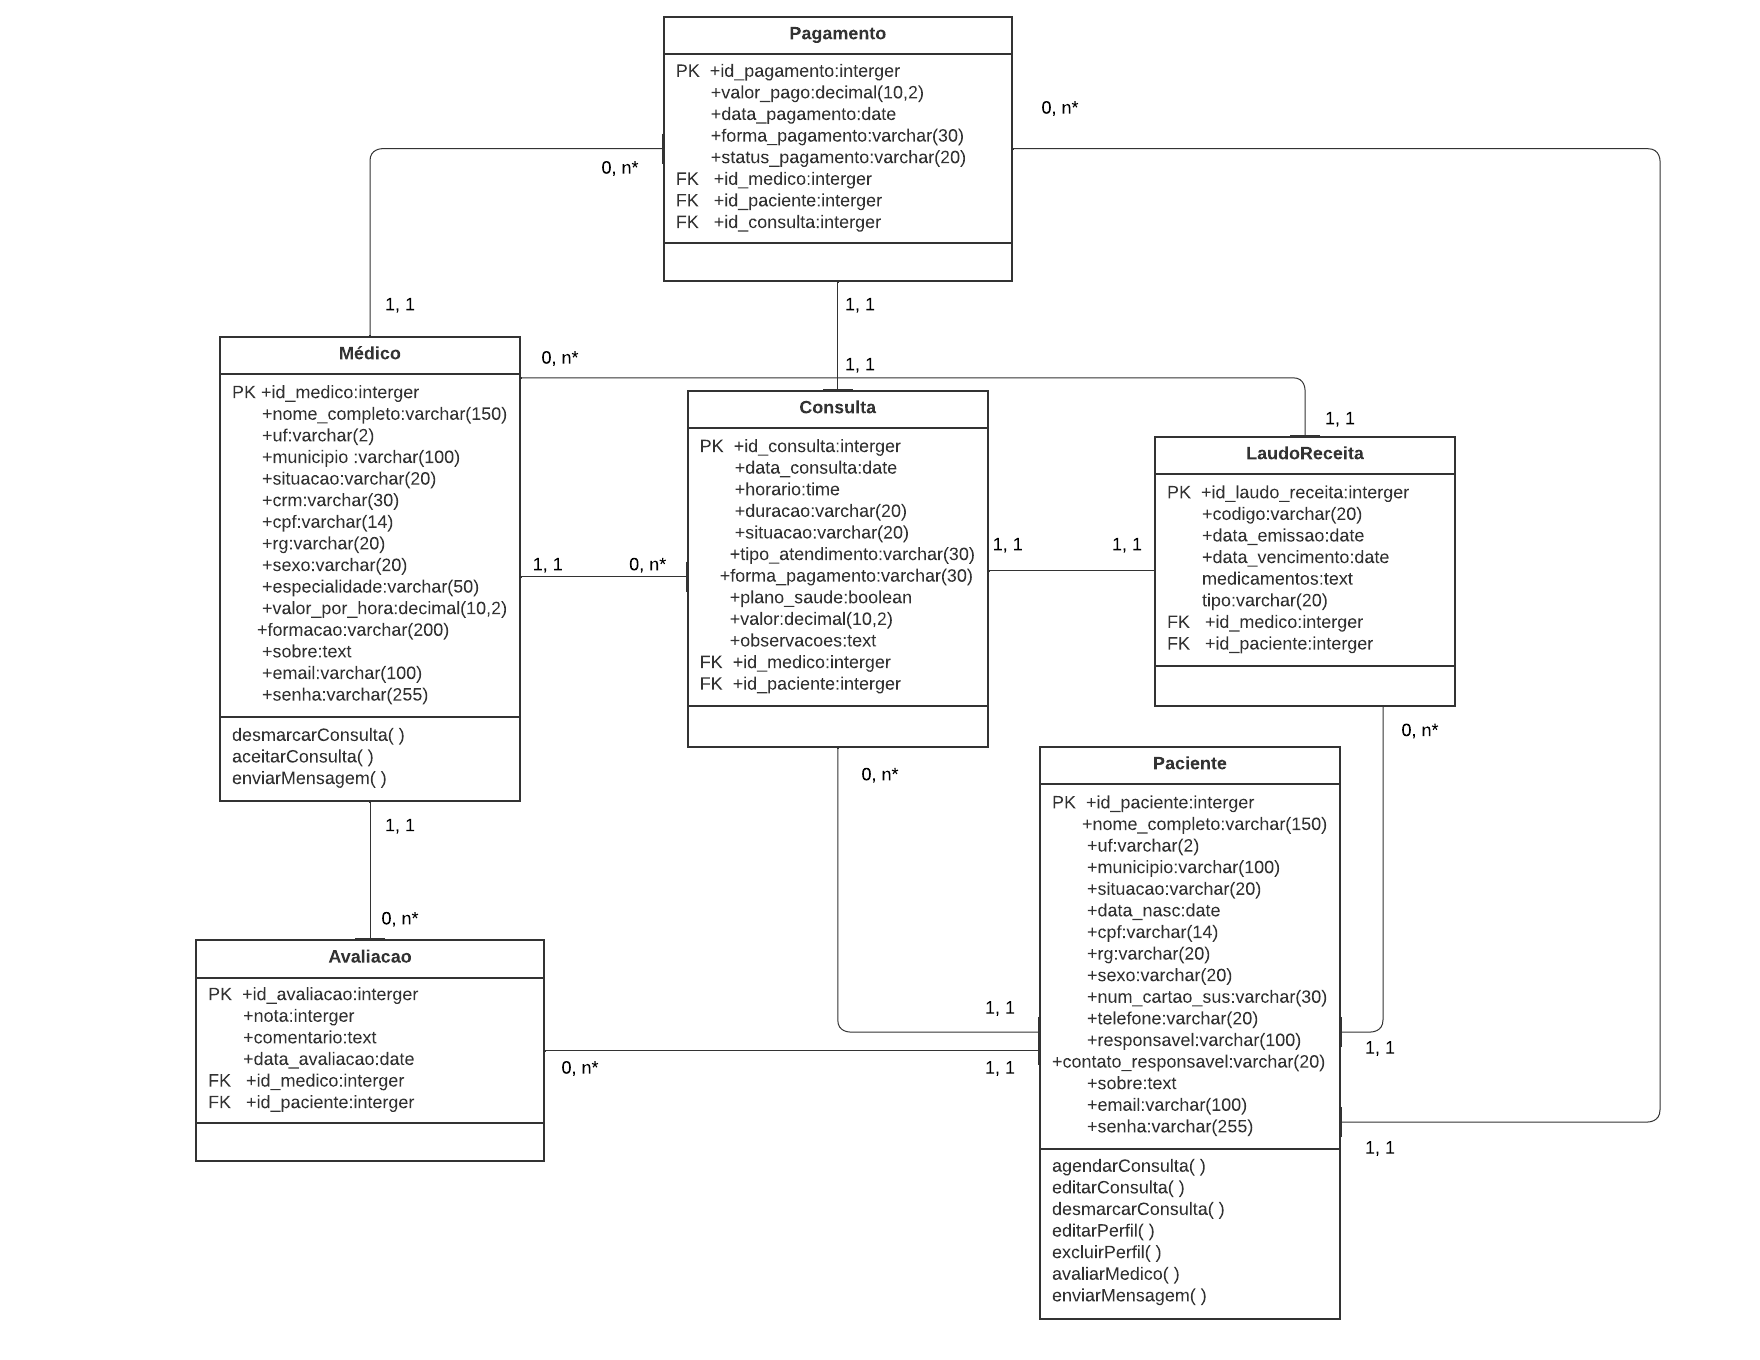 Pagamento
PK +id_pagamento:interger
+valor_pago:decimal(10,2)
+data_pagamento:date
+forma_pagamento:varchar(30)
+status_pagamento:varchar(20)
FK +id_medico:interger
FK +id_paciente:interger
FK +id_consulta:interger
0, n*
0, n*
1, 1
1, 1
1, 1
0, n*
1, 1
Médico
PK +id_medico:interger
+nome_completo:varchar(150)
+uf:varchar(2)
+municipio :varchar(100)
+situacao:varchar(20)
+crm:varchar(30)
+cpf:varchar(14)
+rg:varchar(20)
+sexo:varchar(20)
+especialidade:varchar(50)
+valor_por_hora:decimal(10,2)
+formacao:varchar(200)
+sobre:text
+email:varchar(100)
+senha:varchar(255)
desmarcarConsulta( )
aceitarConsulta( )
enviarMensagem( )
1, 1
0, n*
Consulta
PK +id_consulta:interger
+data_consulta:date
+horario:time
+duracao:varchar(20)
+situacao:varchar(20)
+tipo_atendimento:varchar(30)
+forma_pagamento:varchar(30)
+plano_saude:boolean
+valor:decimal(10,2)
+observacoes:text
FK +id_medico:interger
FK +id_paciente:interger
1, 1
1, 1
LaudoReceita
PK +id_laudo_receita:interger
+codigo:varchar(20)
+data_emissao:date
+data_vencimento:date
medicamentos:text
tipo:varchar(20)
FK +id_medico:interger
FK +id_paciente:interger
0, n*
0, n*
1, 1
0, n*
Avaliacao
PK +id_avaliacao:interger
+nota:interger
+comentario:text
+data_avaliacao:date
FK +id_medico:interger
FK +id_paciente:interger
1, 1
0, n*
1, 1
Paciente
PK +id_paciente:interger
+nome_completo:varchar(150)
+uf:varchar(2)
+municipio:varchar(100)
+situacao:varchar(20)
+data_nasc:date
+cpf:varchar(14)
+rg:varchar(20)
+sexo:varchar(20)
+num_cartao_sus:varchar(30)
+telefone:varchar(20)
+responsavel:varchar(100)
+contato_responsavel:varchar(20)
+sobre:text
+email:varchar(100)
+senha:varchar(255)
agendarConsulta( )
editarConsulta( )
desmarcarConsulta( )
editarPerfil( )
excluirPerfil( )
avaliarMedico( )
enviarMensagem( )
1, 1
1, 1